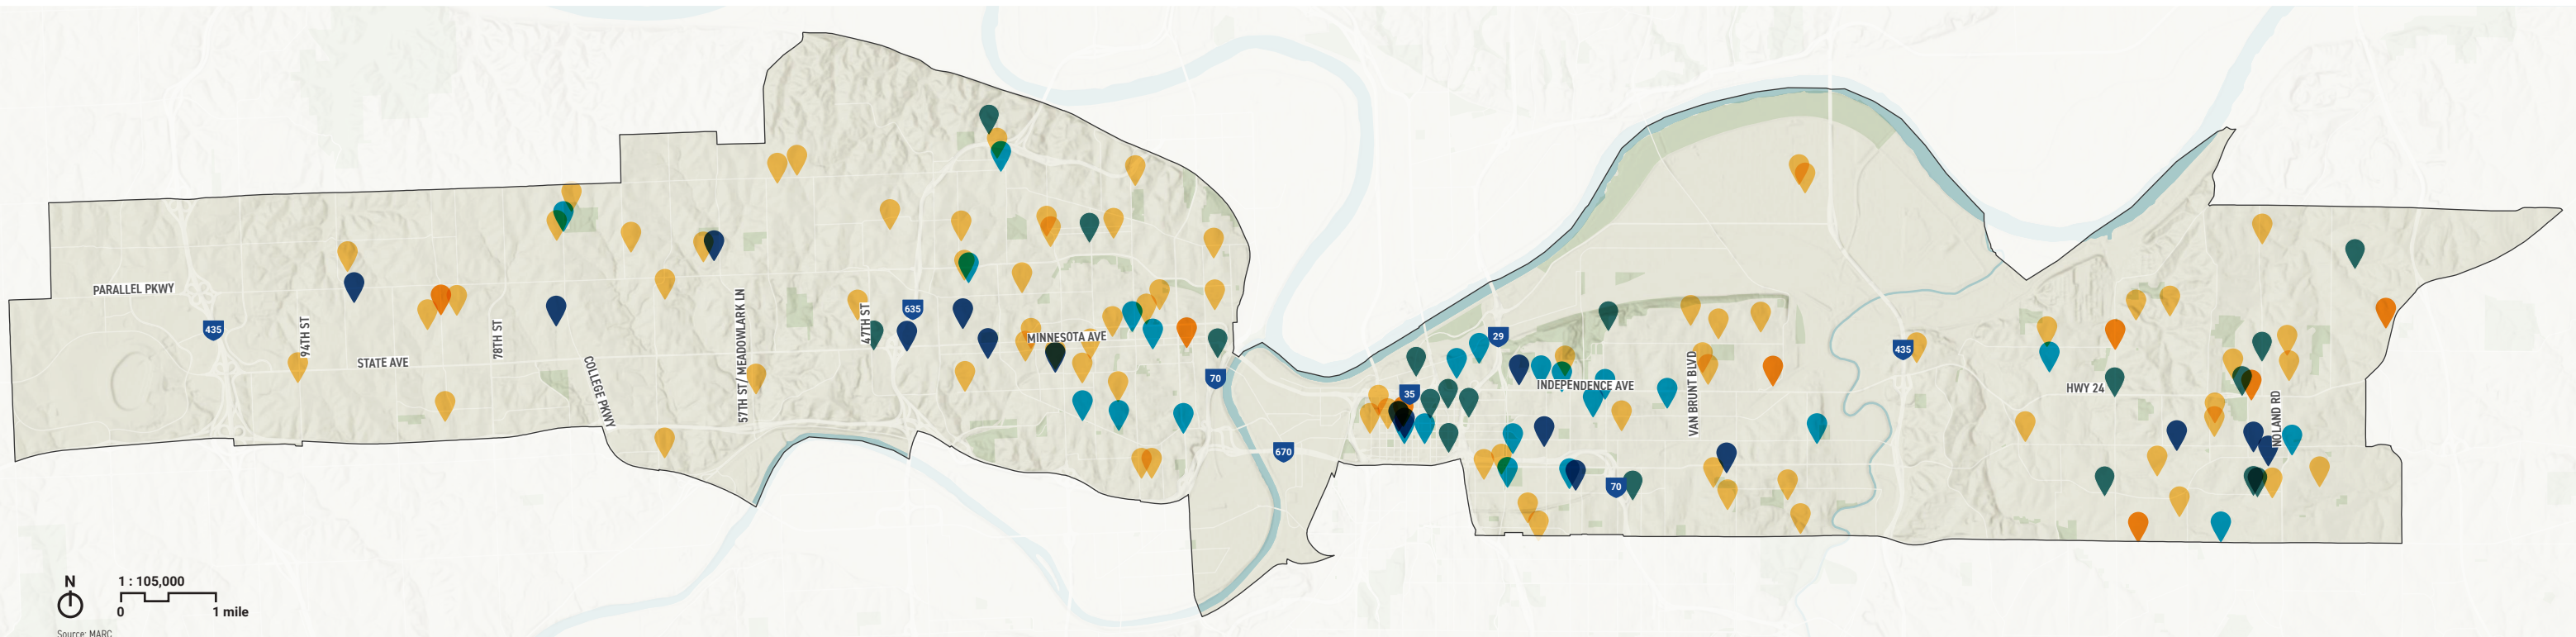 PARALLEL PKWY
435
94TH ST
STATE AVE
78TH ST
COLLEGE PKWY
57TH ST/ MEADOWLARK LN
47TH ST
635
MINNESOTA AVE
70
670
35
29
INDEPENDENCE AVE
70
VAN BRUNT BLVD
435
HWY 24
NOLAND RD
N
1 : 105,000
0
1 mile
Source: MARC